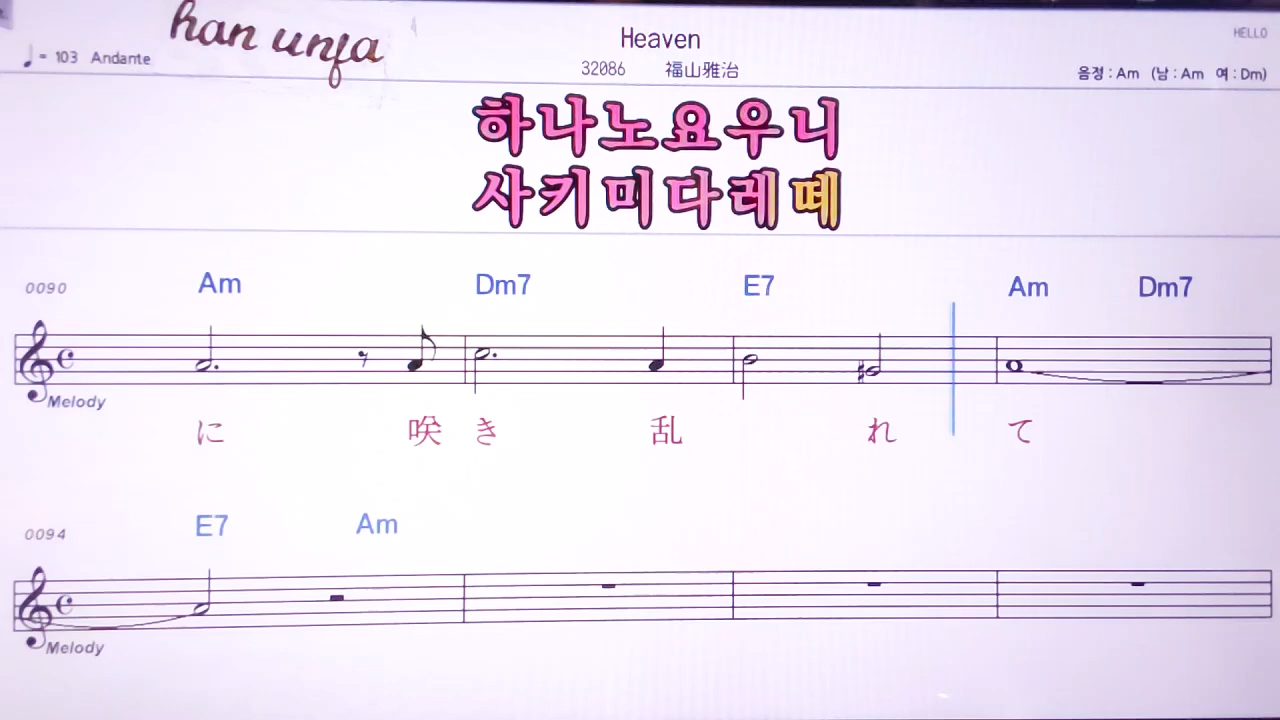 han unja
Heaven
HELLO
♩= 103 Andante
32086 福山雅治
음정 : Am (남 : Am 여 : Dm)
하나노요우니
사키미다레떼
0090 Am Dm7 E7 Am Dm7
Melody
に 咲 き 乱 れ て
0094 E7 Am
Melody